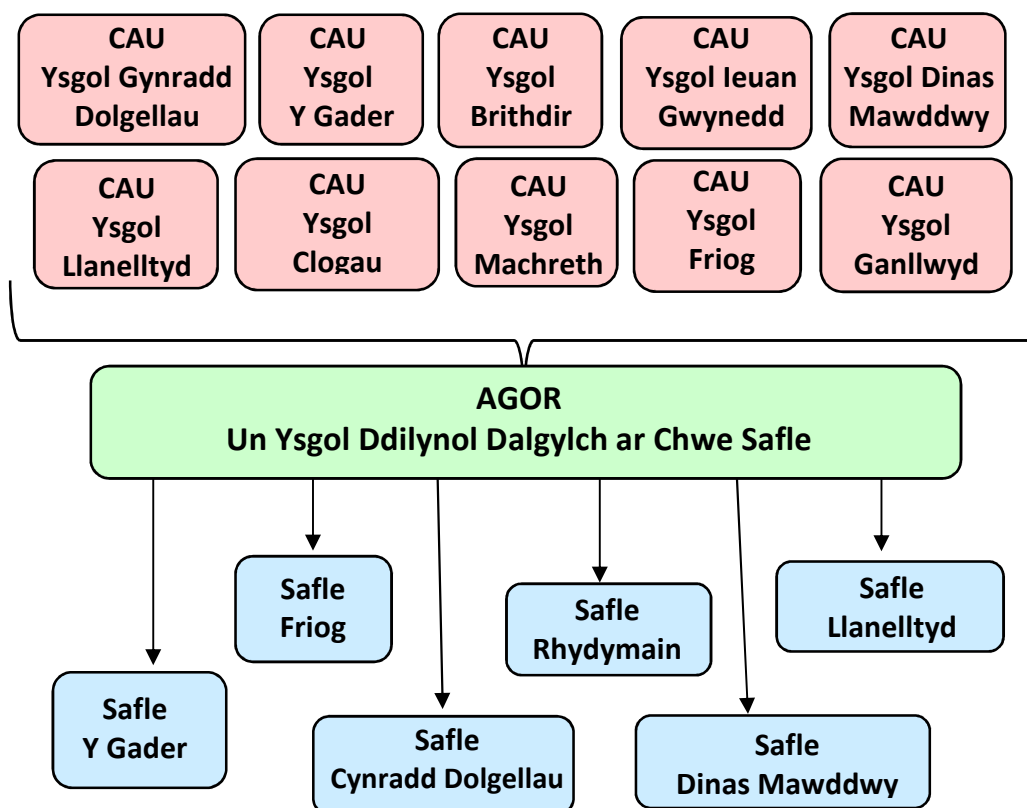 CAU
Ysgol Gynradd
Dolgellau
CAU
Ysgol
Y Gader
CAU
Ysgol
Brithdir
CAU
Ysgol Ieuan
Gwynedd
CAU
Ysgol Dinas
Mawddwy
CAU
Ysgol
Llanelltyd
CAU
Ysgol
Clogau
CAU
Ysgol
Machreth
CAU
Ysgol
Friog
CAU
Ysgol
Ganllwyd
AGOR
Un Ysgol Ddilynol Dalgylch ar Chwe Safle
Safle
Friog
Safle
Rhydymain
Safle
Llanelltyd
Safle
Y Gader
Safle
Cynradd Dolgellau
Safle
Dinas Mawddwy